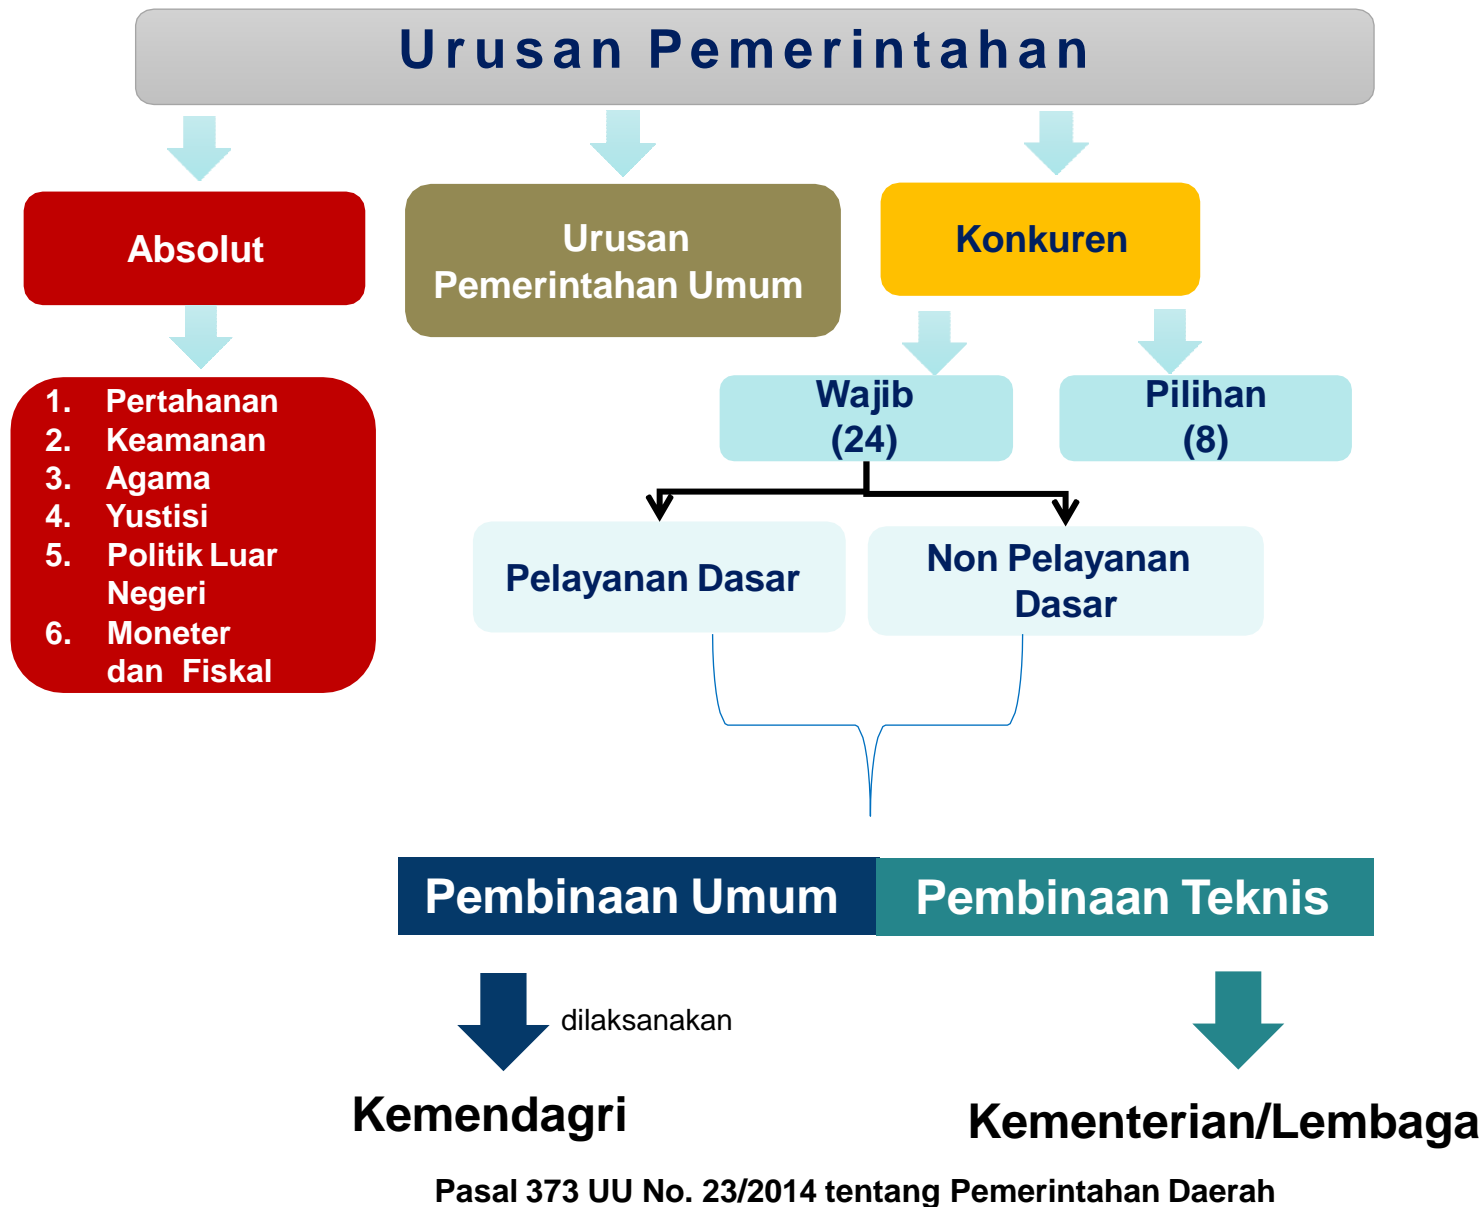 Urusan Pemerintahan
Absolut
Urusan
Pemerintahan Umum
Konkuren
1. Pertahanan
2. Keamanan
3. Agama
4. Yustisi
5. Politik Luar
Negeri
6. Moneter
dan Fiskal
Wajib
(24)
Pilihan
(8)
Pelayanan Dasar
Non Pelayanan
Dasar
Pembinaan Umum
Pembinaan Teknis
dilaksanakan
Kemendagri
Kementerian/Lembaga
Pasal 373 UU No. 23/2014 tentang Pemerintahan Daerah